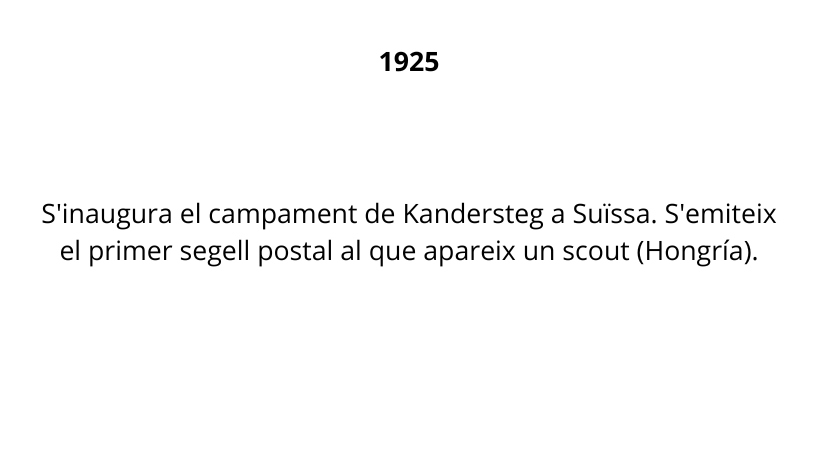 1925
S'inaugura el campament de Kandersteg a Suïssa. S'emiteix
el primer segell postal al que apareix un scout (Hongría).